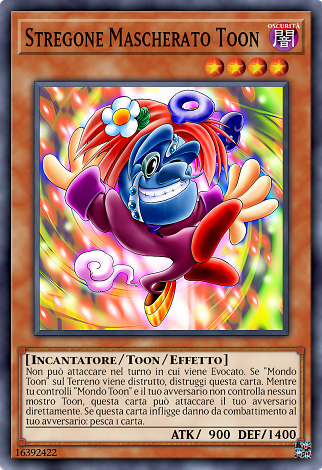 Stregone Mascherato Toon
OSCURITÀ
闇
[Incantatore/Toon/Effetto]
Non può attaccare nel turno in cui viene Evocato. Se "Mondo
Toon" sul Terreno viene distrutto, distruggi questa carta. Mentre
tu controlli "Mondo Toon" e il tuo avversario non controlla nessun
mostro Toon, questa carta può attaccare il tuo avversario
direttamente. Se questa carta infligge danno da combattimento al
tuo avversario: pesca 1 carta.
ATK/ 900 DEF/1400
16392422